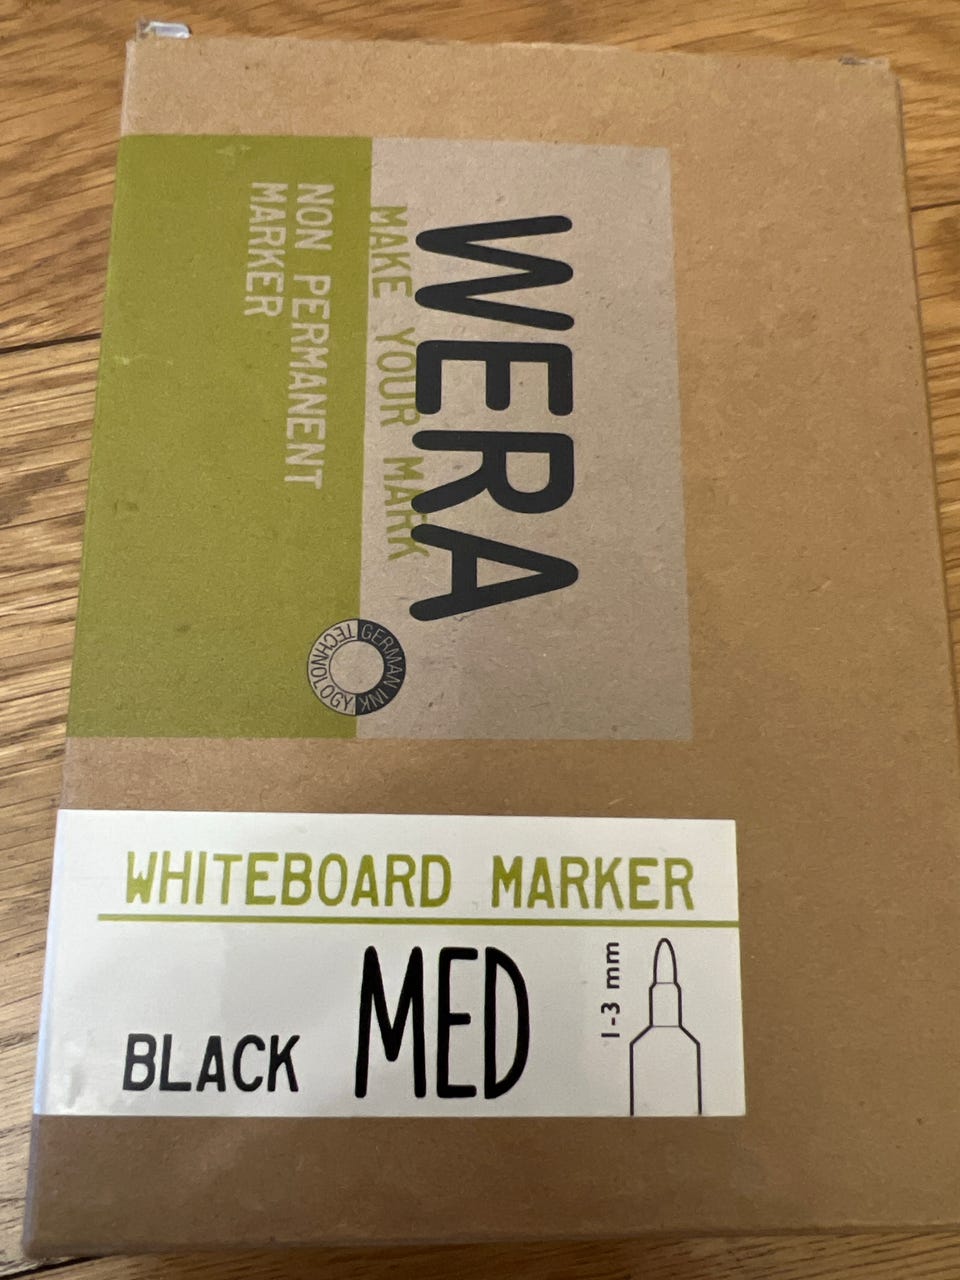 WERA
MAKE YOUR MARK
NON PERMANENT
MARKER
GERMAN INK
TECHNOLOGY
WHITEBOARD MARKER
BLACK MED
1-3 mm